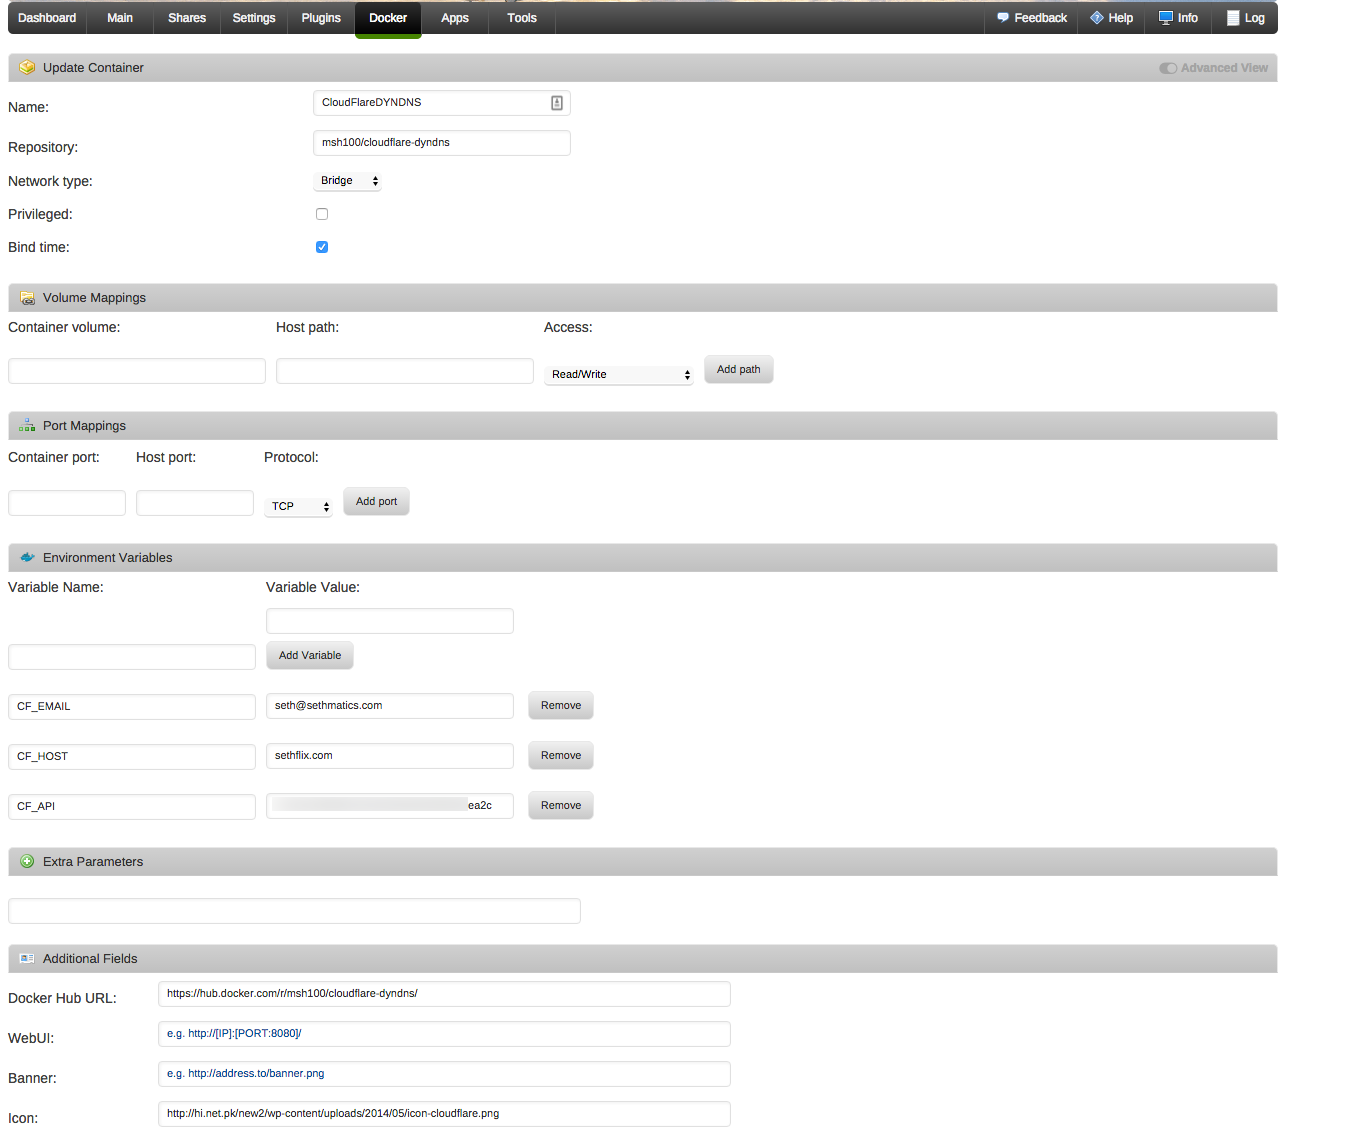 Dashboard Main Shares Settings Plugins Docker Apps Tools Feedback Help Info Log
Update Container Advanced View
Name: CloudFlareDYNDNS
Repository: msh100/cloudflare-dyndns
Network type: Bridge
Privileged:
Bind time:
Volume Mappings
Container volume: Host path: Access:
Read/Write Add path
Port Mappings
Container port: Host port: Protocol:
TCP Add port
Environment Variables
Variable Name: Variable Value:
Add Variable
CF_EMAIL seth@sethmatics.com Remove
CF_HOST sethflix.com Remove
CF_API ea2c Remove
Extra Parameters
Additional Fields
Docker Hub URL: https://hub.docker.com/r/msh100/cloudflare-dyndns/
WebUI: e.g. http://[IP]:[PORT:8080]/
Banner: e.g. http://address.to/banner.png
Icon: http://hi.net.pk/new2/wp-content/uploads/2014/05/icon-cloudflare.png